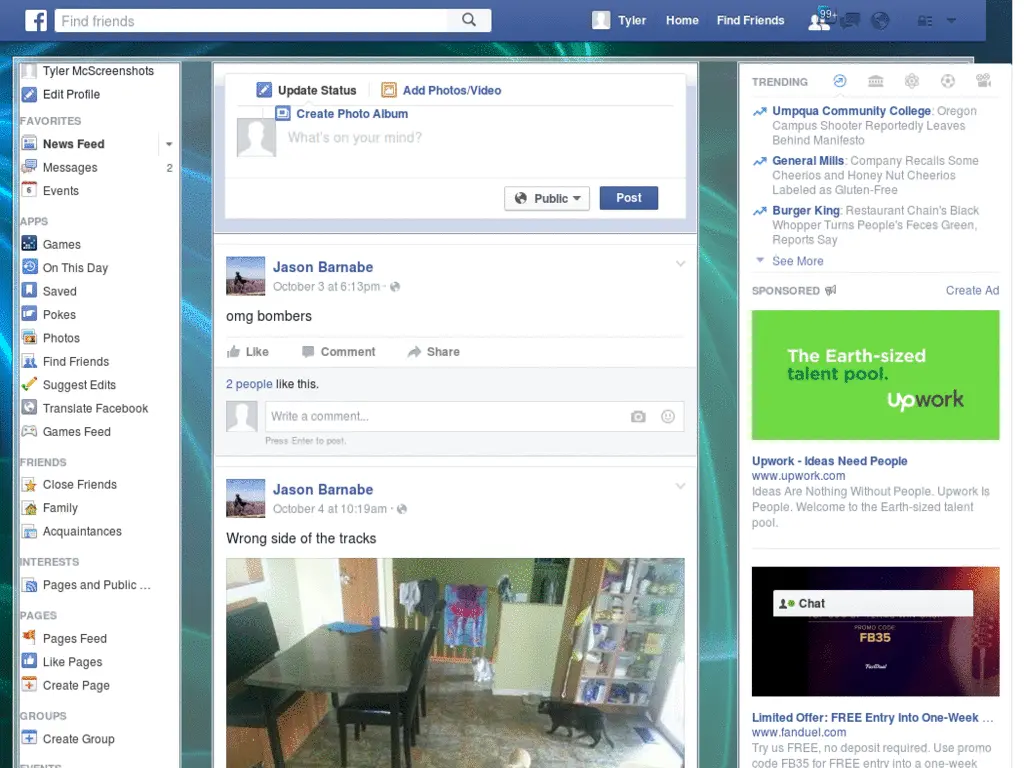 Find friends
Tyler
Home
Find Friends
99+
Tyler McScreenshots
Edit Profile
FAVORITES
News Feed
Messages 2
6 Events
APPS
Games
On This Day
Saved
Pokes
Photos
Find Friends
Suggest Edits
Translate Facebook
Games Feed
FRIENDS
Close Friends
Family
Acquaintances
INTERESTS
Pages and Public ...
PAGES
Pages Feed
Like Pages
Create Page
GROUPS
Create Group
EVENTS
Update Status
Add Photos/Video
Create Photo Album
What's on your mind?
Public
Post
Jason Barnabe
October 3 at 6:13pm ·
omg bombers
Like Comment Share
2 people like this.
Write a comment...
Press Enter to post.
Jason Barnabe
October 4 at 10:19am ·
Wrong side of the tracks
TRENDING
Umpqua Community College: Oregon
Campus Shooter Reportedly Leaves
Behind Manifesto
General Mills: Company Recalls Some
Cheerios and Honey Nut Cheerios
Labeled as Gluten-Free
Burger King: Restaurant Chain's Black
Whopper Turns People's Feces Green,
Reports Say
See More
SPONSORED
Create Ad
The Earth-sized
talent pool.
Upwork
Upwork - Ideas Need People
www.upwork.com
Ideas Are Nothing Without People. Upwork Is
People. Welcome to the Earth-sized talent
pool.
Chat
PROMO CODE:
FB35
FanDuel
Limited Offer: FREE Entry Into One-Week ...
www.fanduel.com
Try us FREE, no deposit required. Use promo
code FB35 for FREE entry into a one-week